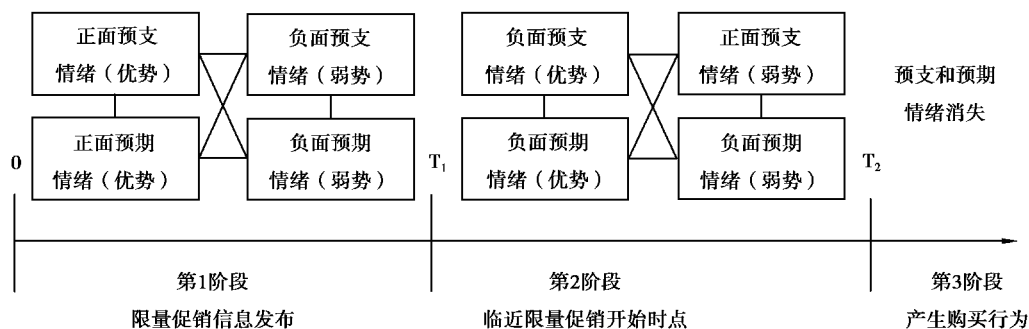 正面预支
情绪（优势）
负面预支
情绪（弱势）
正面预期
情绪（优势）
负面预期
情绪（弱势）
负面预支
情绪（优势）
正面预支
情绪（弱势）
负面预期
情绪（优势）
负面预期
情绪（弱势）
预支和预期
情绪消失
0
T₁
T₂
第1阶段
限量促销信息发布
第2阶段
临近限量促销开始时点
第3阶段
产生购买行为